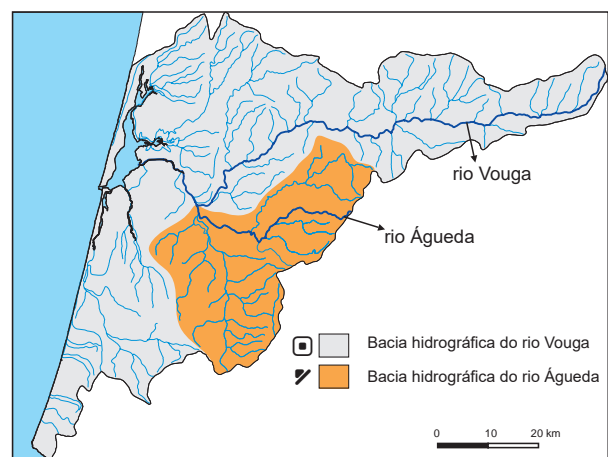 rio Vouga
rio Águeda
Bacia hidrográfica do rio Vouga
Bacia hidrográfica do rio Águeda
0 10 20 km